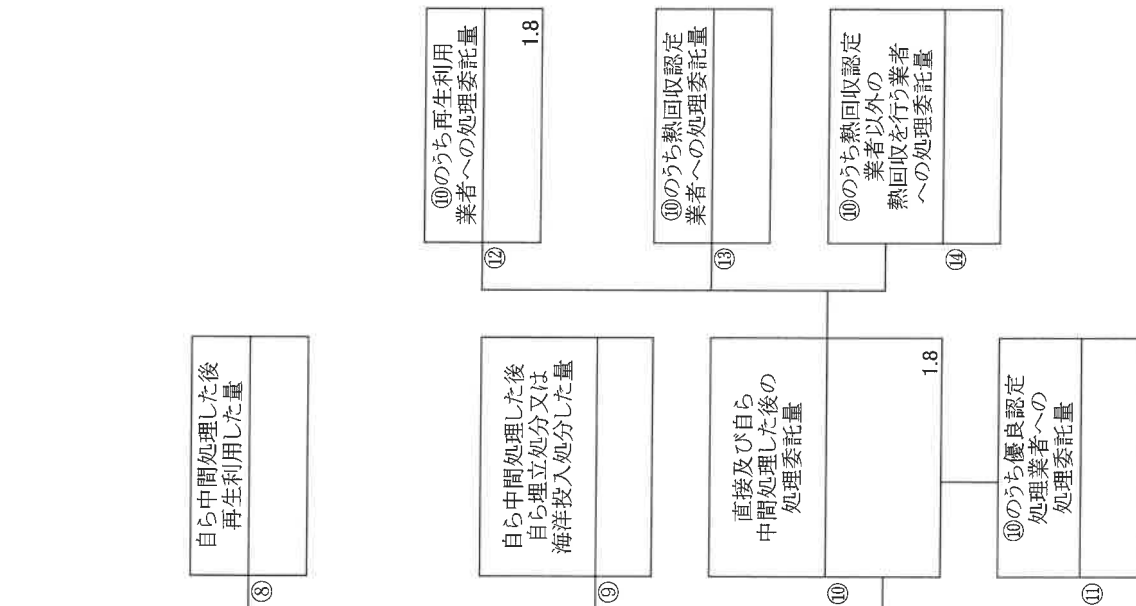 ⑧
自ら中間処理した後
再生利用した量
⑨
自ら中間処理した後
自ら埋立処分又は
海洋投入処分した量
⑩
直接及び自ら
中間処理した後の
処理委託量
1.8
⑪
⑩のうち優良認定
処理業者への
処理委託量
⑫
⑩のうち再生利用
業者への処理委託量
1.8
⑬
⑩のうち熱回収認定
業者への処理委託量
⑭
⑩のうち熱回収認定
業者以外の
熱回収を行う業者
への処理委託量